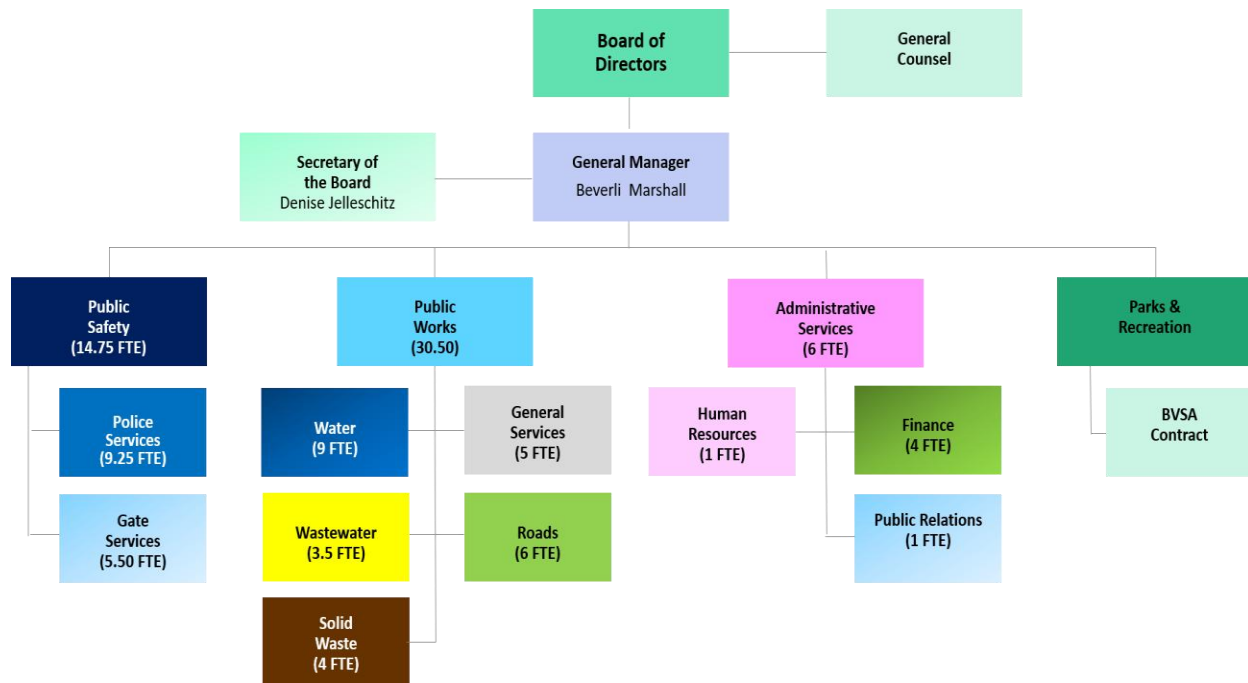 Board of
Directors
General
Counsel
Secretary of
the Board
Denise Jelleschitz
General Manager
Beverli Marshall
Public
Safety
(14.75 FTE)
Public
Works
(30.50)
Administrative
Services
(6 FTE)
Parks &
Recreation
Police
Services
(9.25 FTE)
Water
(9 FTE)
General
Services
(5 FTE)
Human
Resources
(1 FTE)
Finance
(4 FTE)
BVSA
Contract
Gate
Services
(5.50 FTE)
Wastewater
(3.5 FTE)
Roads
(6 FTE)
Public Relations
(1 FTE)
Solid
Waste
(4 FTE)